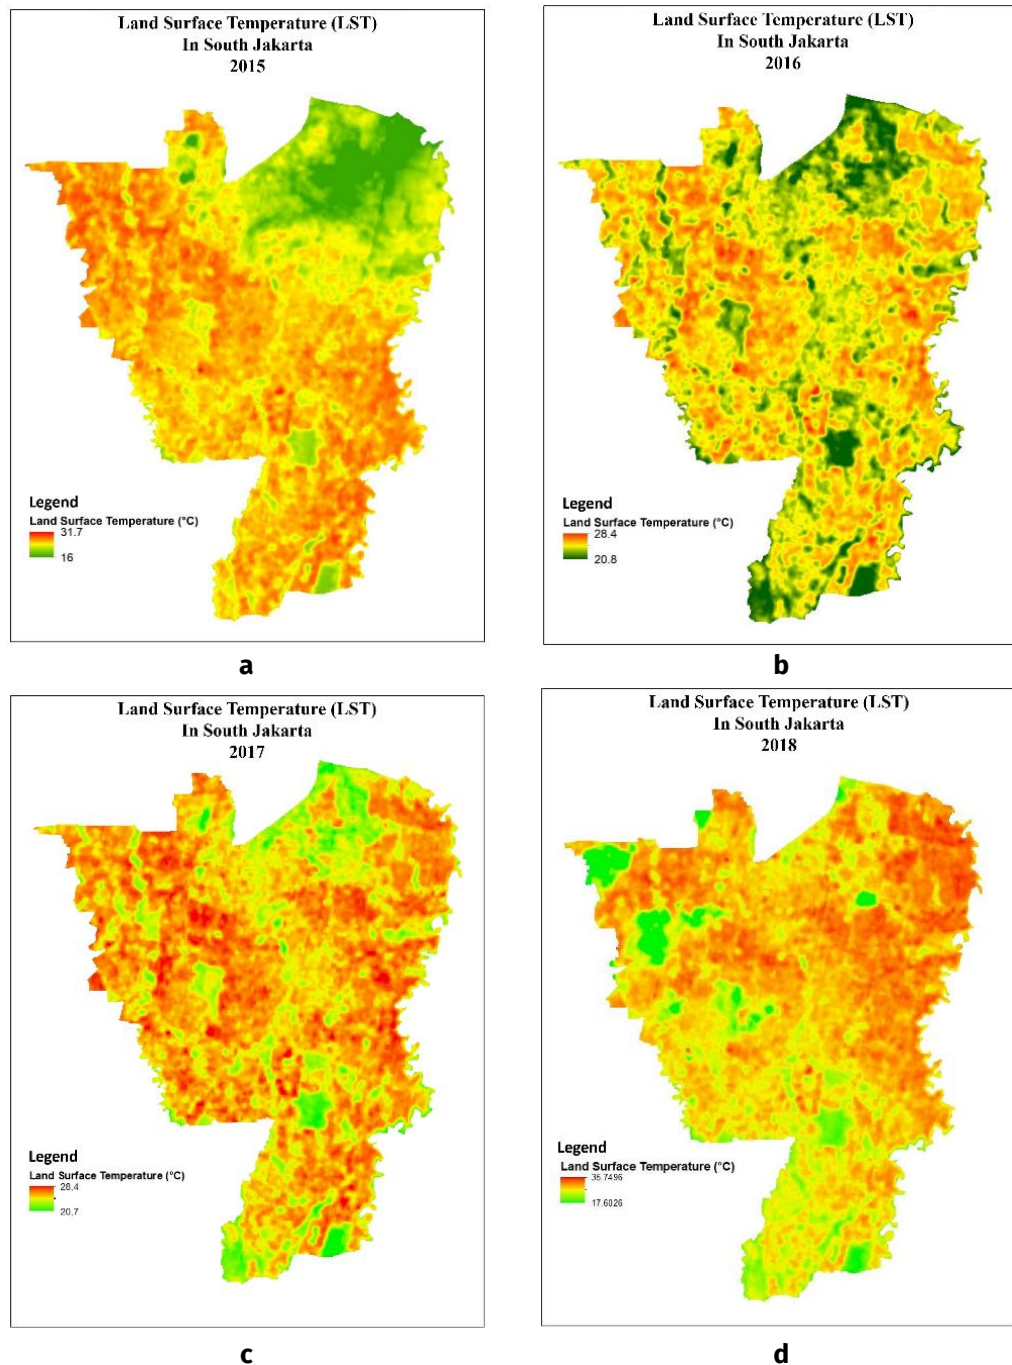 Land Surface Temperature (LST)
In South Jakarta
2015
Legend
Land Surface Temperature (°C)
31.7
16
a
Land Surface Temperature (LST)
In South Jakarta
2016
Legend
Land Surface Temperature (°C)
28.4
20.8
b
Land Surface Temperature (LST)
In South Jakarta
2017
Legend
Land Surface Temperature (°C)
28,4
20,7
c
Land Surface Temperature (LST)
In South Jakarta
2018
Legend
Land Surface Temperature (°C)
35.7496
17.6026
d